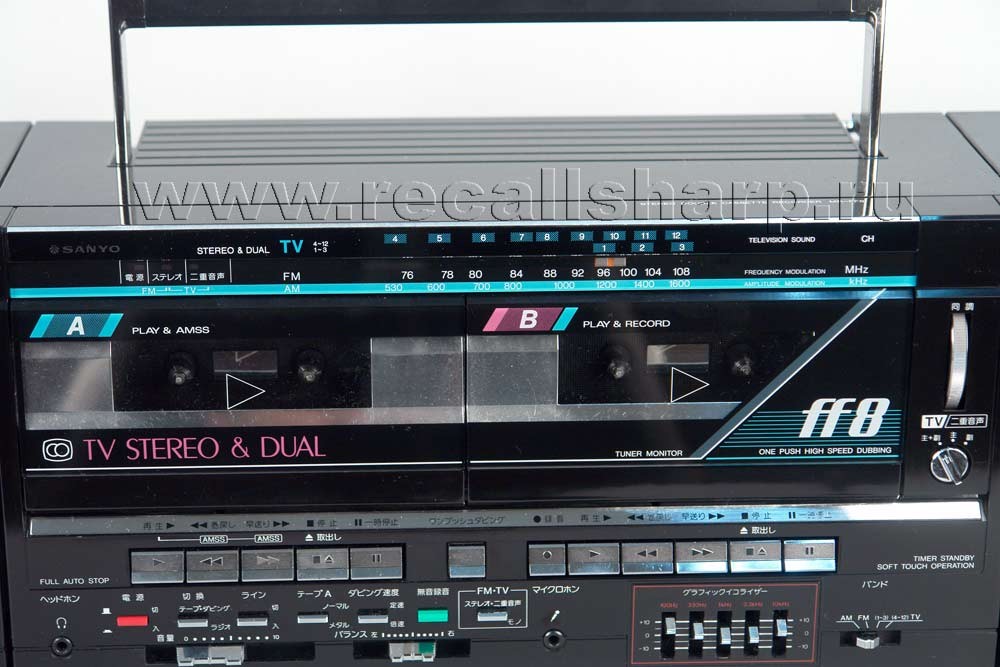 www.recallsharp.ru
SANYO
STEREO & DUAL TV 4-12 1-3
4 5 6 7 8 9 10 11 12
1 2 3
TELEVISION SOUND CH
電源 ステレオ 二重音声
FM 76 78 80 84 88 92 96 100 104 108 FREQUENCY MODULATION MHz
FM TV
AM 530 600 700 800 1000 1200 1400 1600 AMPLITUDE MODULATION kHz
A PLAY & AMSS
B PLAY & RECORD
同調
TV STEREO & DUAL
ff8
TUNER MONITOR
ONE PUSH HIGH SPEED DUBBING
TV/二重音声
主+副 主 副
再生 ▶ ◀◀ 巻戻し 早送り ▶▶ ■ 停止 ⏸ 一時停止 ワンプッシュダビング ● 録音 再生 ▶ ◀◀ 巻戻し 早送り ▶▶ ■ 停止 ⏸ 一時停止
AMSS AMSS ▲ 取出し ▲ 取出し
FULL AUTO STOP
TIMER STANDBY
SOFT TOUCH OPERATION
ヘッドホン 電源 切 入
切換 テープ・ダビング ラジオ
ライン 切 入
テープA ノーマル メタル
ダビング速度 定速 倍速
無音録音
FM・TV ステレオ・二重音声 モノ
マイクロホン
グラフィックイコライザー
100Hz 330Hz 1kHz 3.3kHz 10kHz
+10 0 -10 +10 0 -10
バンド
AM FM (1-3) (4-12) TV
音量 0 10
バランス 左 右